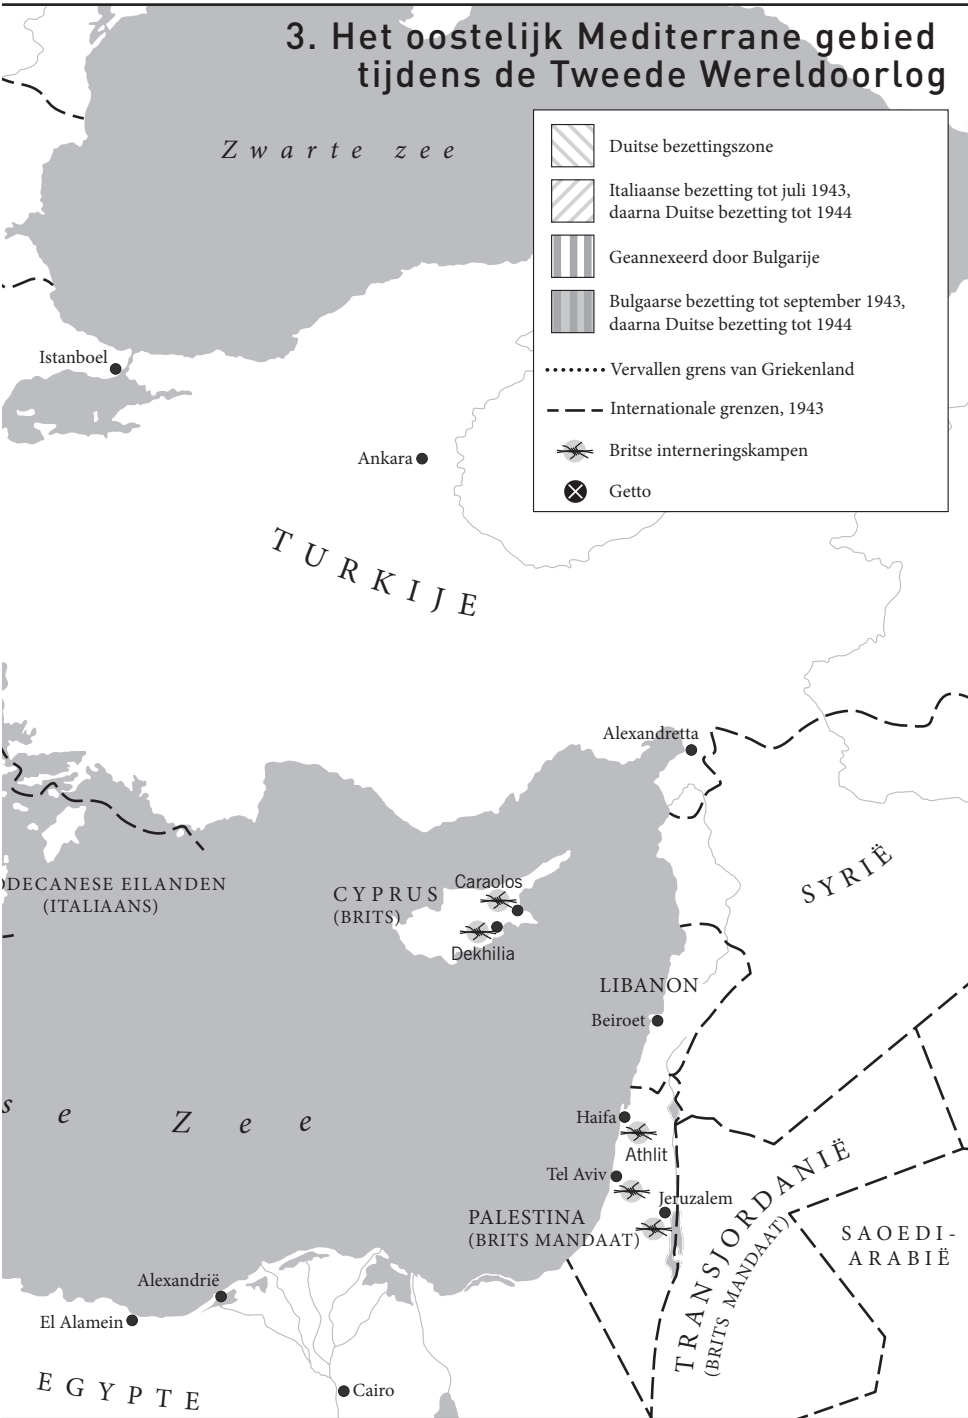 3. Het oostelijk Mediterrane gebied
tijdens de Tweede Wereldoorlog
Zwarte zee
Duitse bezettingszone
Italiaanse bezetting tot juli 1943,
daarna Duitse bezetting tot 1944
Geannexeerd door Bulgarije
Bulgaarse bezetting tot september 1943,
daarna Duitse bezetting tot 1944
Vervallen grens van Griekenland
Internationale grenzen, 1943
Britse interneringskampen
Getto
Istanboel
Ankara
TURKIJE
Alexandretta
SYRIË
ODECANESE EILANDEN
(ITALIAANS)
CYPRUS
(BRITS)
Caraolos
Dekhilia
LIBANON
Beiroet
se Zee
Haifa
Athlit
Tel Aviv
Jeruzalem
PALESTINA
(BRITS MANDAAT)
TRANSJORDANIË
(BRITS MANDAAT)
SAOEDI-
ARABIË
Alexandrië
El Alamein
EGYPTE
Cairo